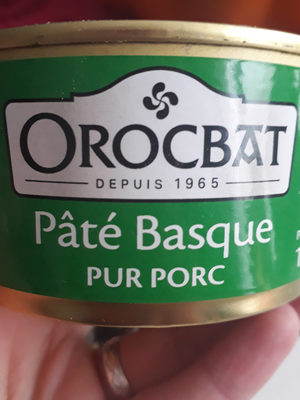 OROCBAT
DEPUIS 1965
Pâté Basque
PUR PORC